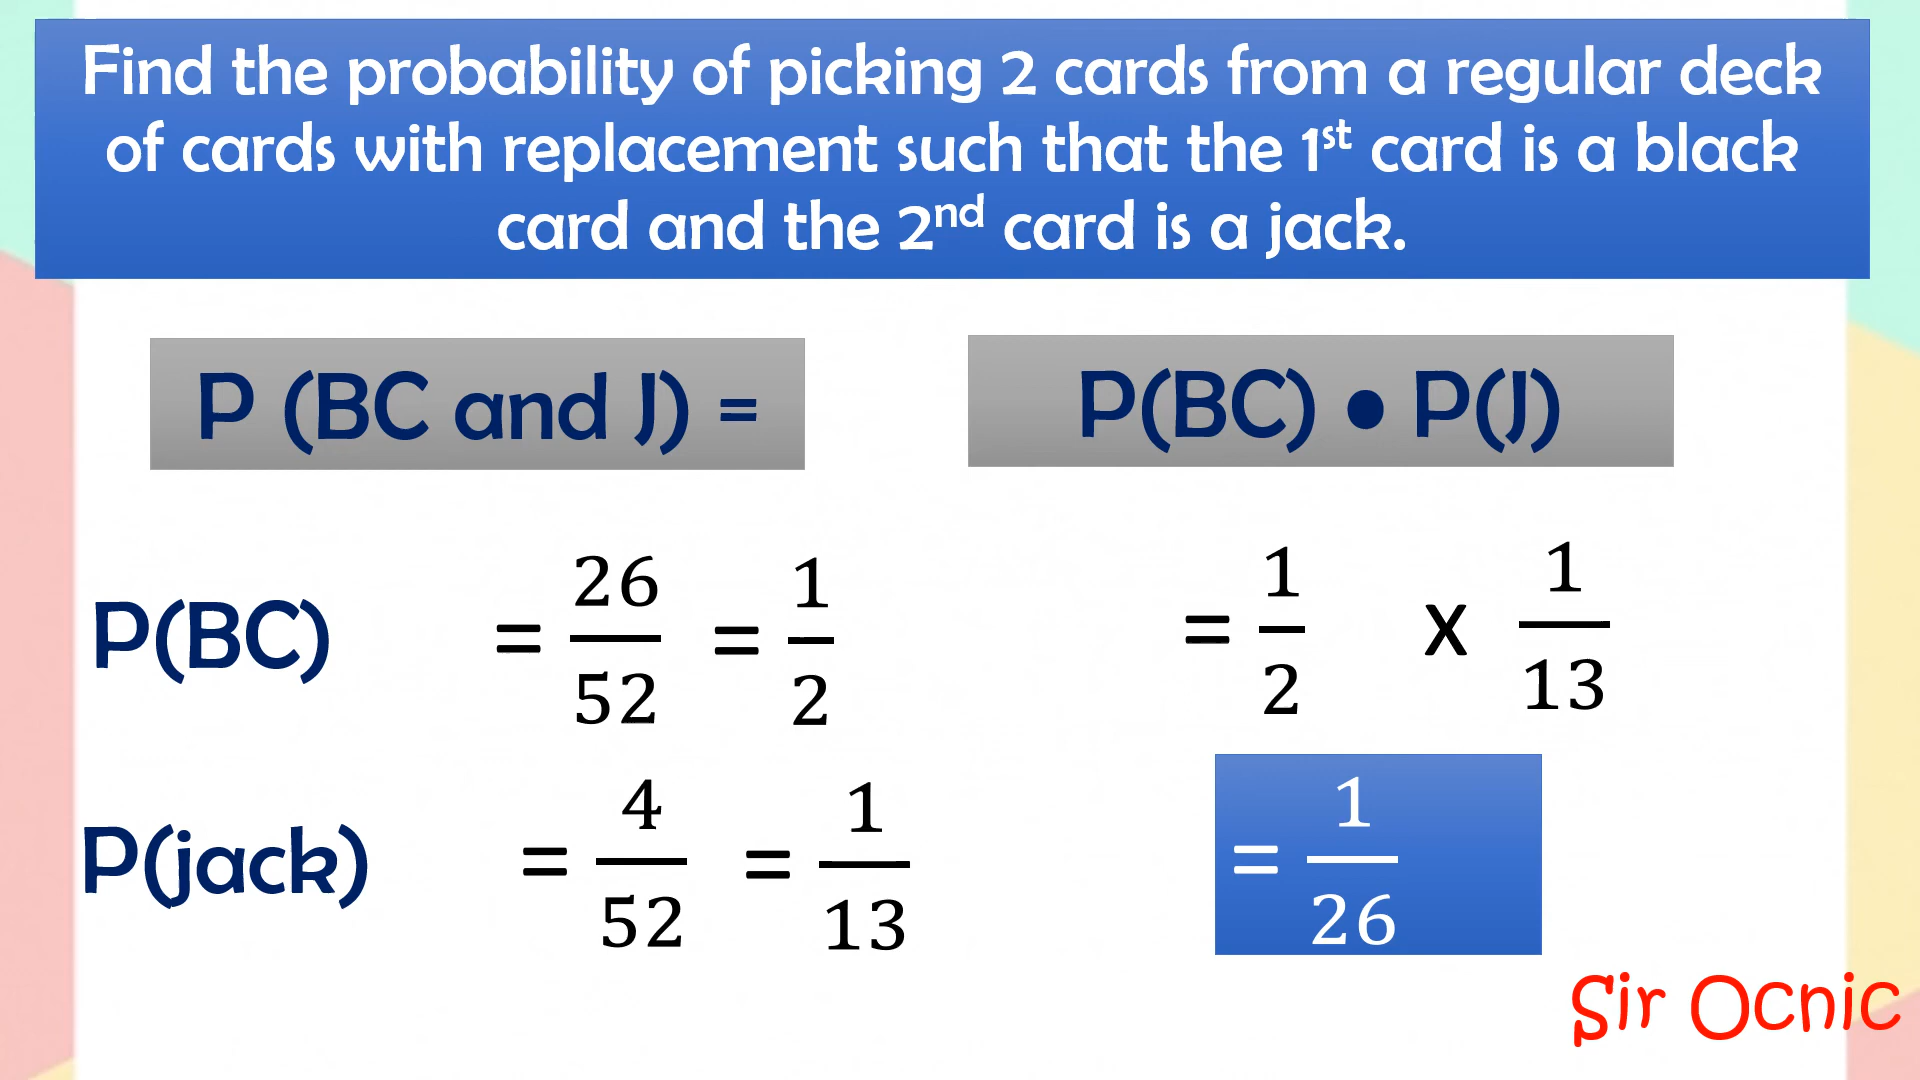 Find the probability of picking 2 cards from a regular deck
of cards with replacement such that the 1st card is a black
card and the 2nd card is a jack.
P (BC and J) =
P(BC) ● P(J)
P(BC) = 26/52 = 1/2
= 1/2 x 1/13
P(jack) = 4/52 = 1/13
= 1/26
Sir Ocnic